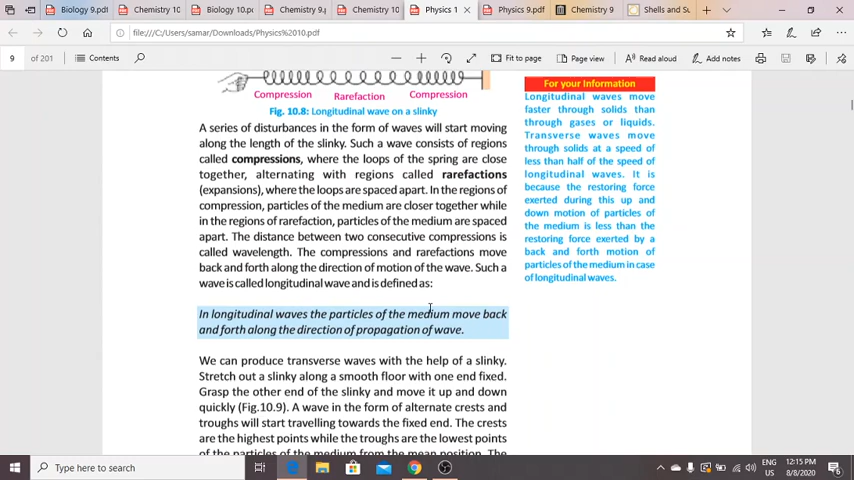 Biology 9.pdf
Chemistry 10.
Biology 10.pc
Chemistry 9.p
Chemistry 10
Physics 1
Physics 9.pdf
Chemistry 9
Shells and Su
file:///C:/Users/samar/Downloads/Physics%2010.pdf
9 of 201
Contents
Fit to page
Page view
Read aloud
Add notes
Compression Rarefaction Compression
Fig. 10.8: Longitudinal wave on a slinky
A series of disturbances in the form of waves will start moving
along the length of the slinky. Such a wave consists of regions
called compressions, where the loops of the spring are close
together, alternating with regions called rarefactions
(expansions), where the loops are spaced apart. In the regions of
compression, particles of the medium are closer together while
in the regions of rarefaction, particles of the medium are spaced
apart. The distance between two consecutive compressions is
called wavelength. The compressions and rarefactions move
back and forth along the direction of motion of the wave. Such a
wave is called longitudinal wave and is defined as:
In longitudinal waves the particles of the medium move back
and forth along the direction of propagation of wave.
We can produce transverse waves with the help of a slinky.
Stretch out a slinky along a smooth floor with one end fixed.
Grasp the other end of the slinky and move it up and down
quickly (Fig.10.9). A wave in the form of alternate crests and
troughs will start travelling towards the fixed end. The crests
are the highest points while the troughs are the lowest points
of the particles of the medium from the mean position. The
For your Information
Longitudinal waves move
faster through solids than
through gases or liquids.
Transverse waves move
through solids at a speed of
less than half of the speed of
longitudinal waves. It is
because the restoring force
exerted during this up and
down motion of particles of
the medium is less than the
restoring force exerted by a
back and forth motion of
particles of the medium in case
of longitudinal waves.
Type here to search
ENG
US
12:15 PM
8/8/2020